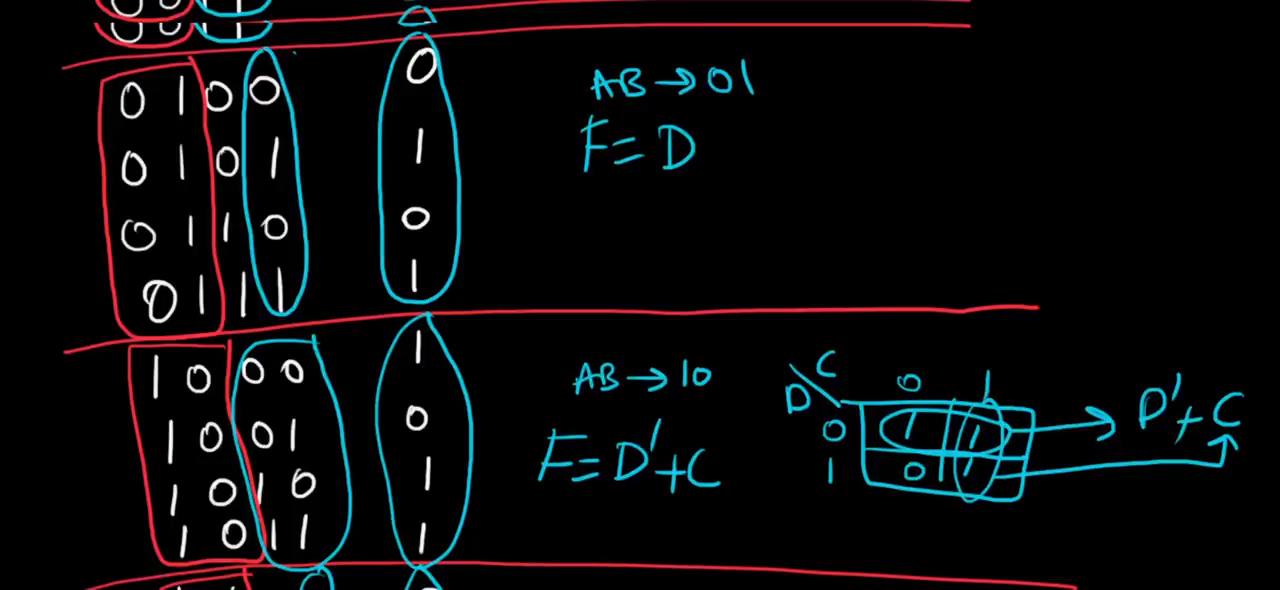 0 1 0 0 0
0 1 0 1 1
0 1 1 0 0
0 1 1 1 1
AB → 01
F = D
1 0 0 0 1
1 0 0 1 0
1 0 1 0 1
1 0 1 1 1
AB → 10
F = D' + C
C
D
0 1
0 1 1
1 0 1
D' + C